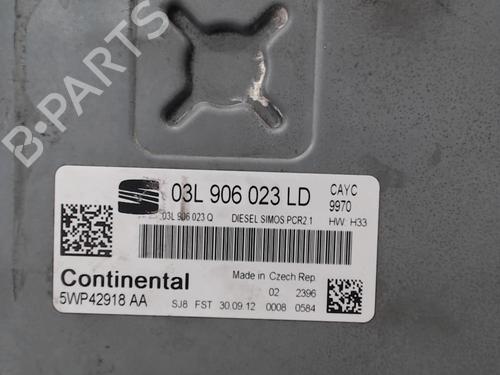 B-PARTS
03L 906 023 LD
CAYC
9970
03L 906 023 Q DIESEL SIMOS PCR2.1 HW: H33
Continental
Made in Czech Rep
5WP42918 AA
02 2396
SJ8 FST 30.09.12 0008 0584